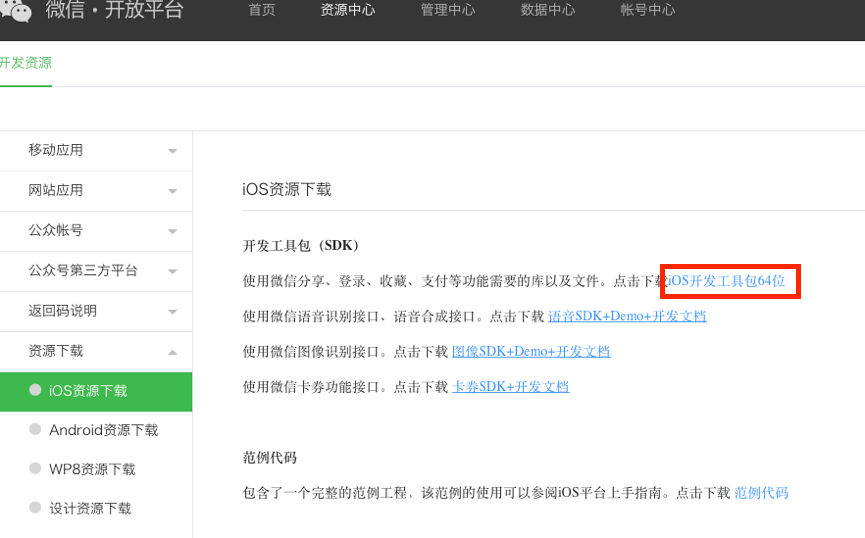 微信·开放平台
首页 资源中心 管理中心 数据中心 帐号中心
开发资源
移动应用
网站应用
公众帐号
公众号第三方平台
返回码说明
资源下载
iOS资源下载
Android资源下载
WP8资源下载
设计资源下载
iOS资源下载
开发工具包（SDK）
使用微信分享、登录、收藏、支付等功能需要的库以及文件。点击下载iOS开发工具包64位
使用微信语音识别接口、语音合成接口。点击下载 语音SDK+Demo+开发文档
使用微信图像识别接口。点击下载 图像SDK+Demo+开发文档
使用微信卡券功能接口。点击下载 卡券SDK+开发文档
范例代码
包含了一个完整的范例工程，该范例的使用可以参阅iOS平台上手指南。点击下载 范例代码